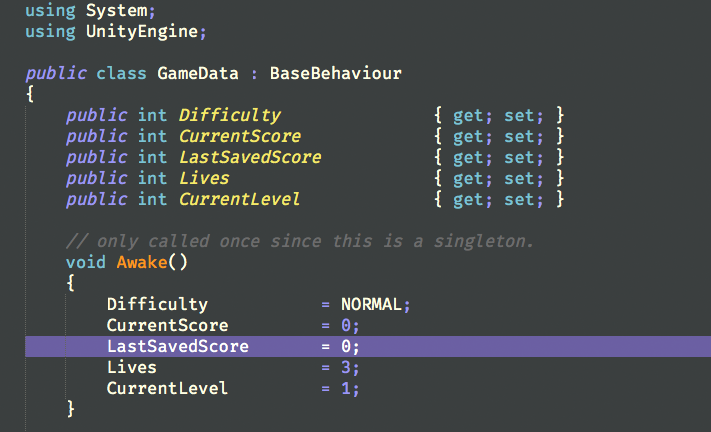 using System;
using UnityEngine;
public class GameData : BaseBehaviour
{
public int Difficulty { get; set; }
public int CurrentScore { get; set; }
public int LastSavedScore { get; set; }
public int Lives { get; set; }
public int CurrentLevel { get; set; }
// only called once since this is a singleton.
void Awake()
{
Difficulty = NORMAL;
CurrentScore = 0;
LastSavedScore = 0;
Lives = 3;
CurrentLevel = 1;
}